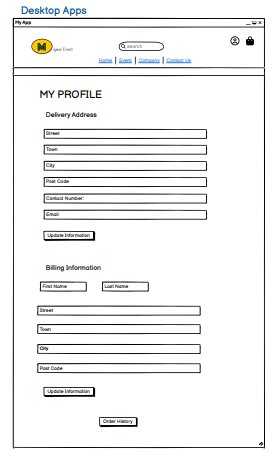 Desktop Apps
My App
M
search
Home Event Company Contact Us
MY PROFILE
Delivery Address
Street
Town
City
Post Code
Contact Number:
Email
Update Information
Billing Information
First Name Last Name
Street
Town
City
Post Code
Update Information
Order History